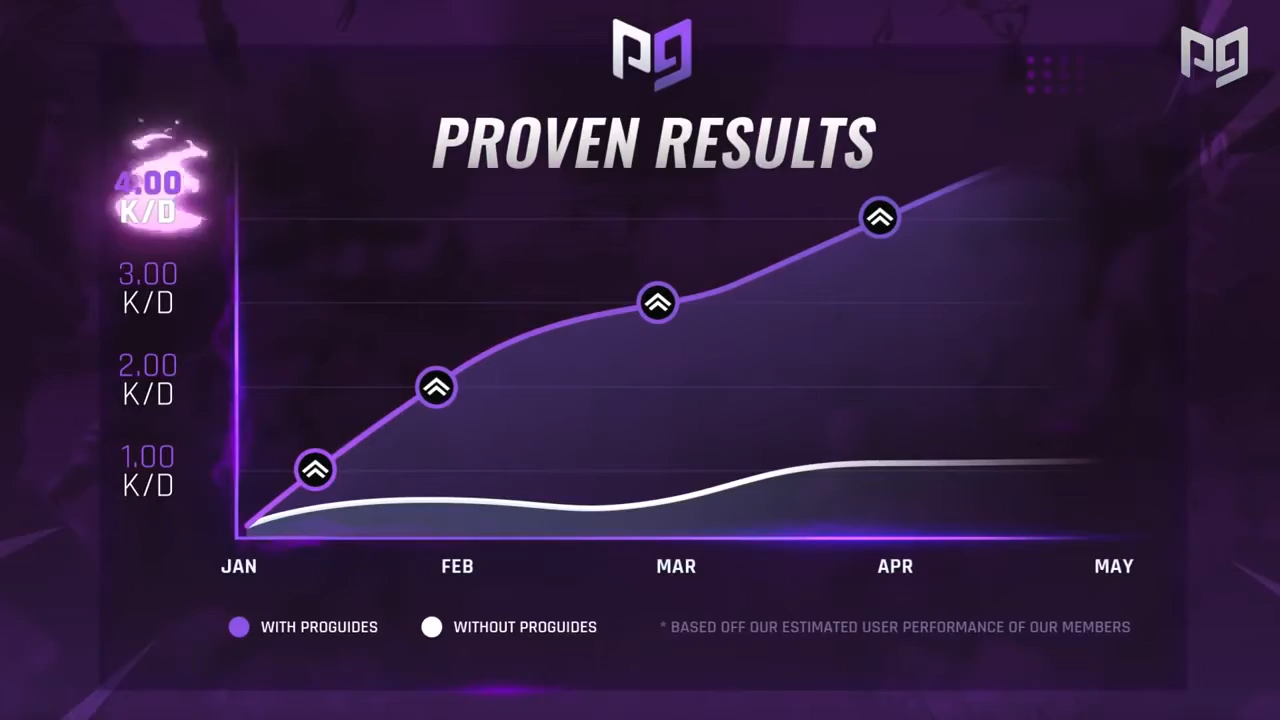 PG
PG
PROVEN RESULTS
4.00
K/D
3.00
K/D
2.00
K/D
1.00
K/D
JAN FEB MAR APR MAY
WITH PROGUIDES WITHOUT PROGUIDES * BASED OFF OUR ESTIMATED USER PERFORMANCE OF OUR MEMBERS